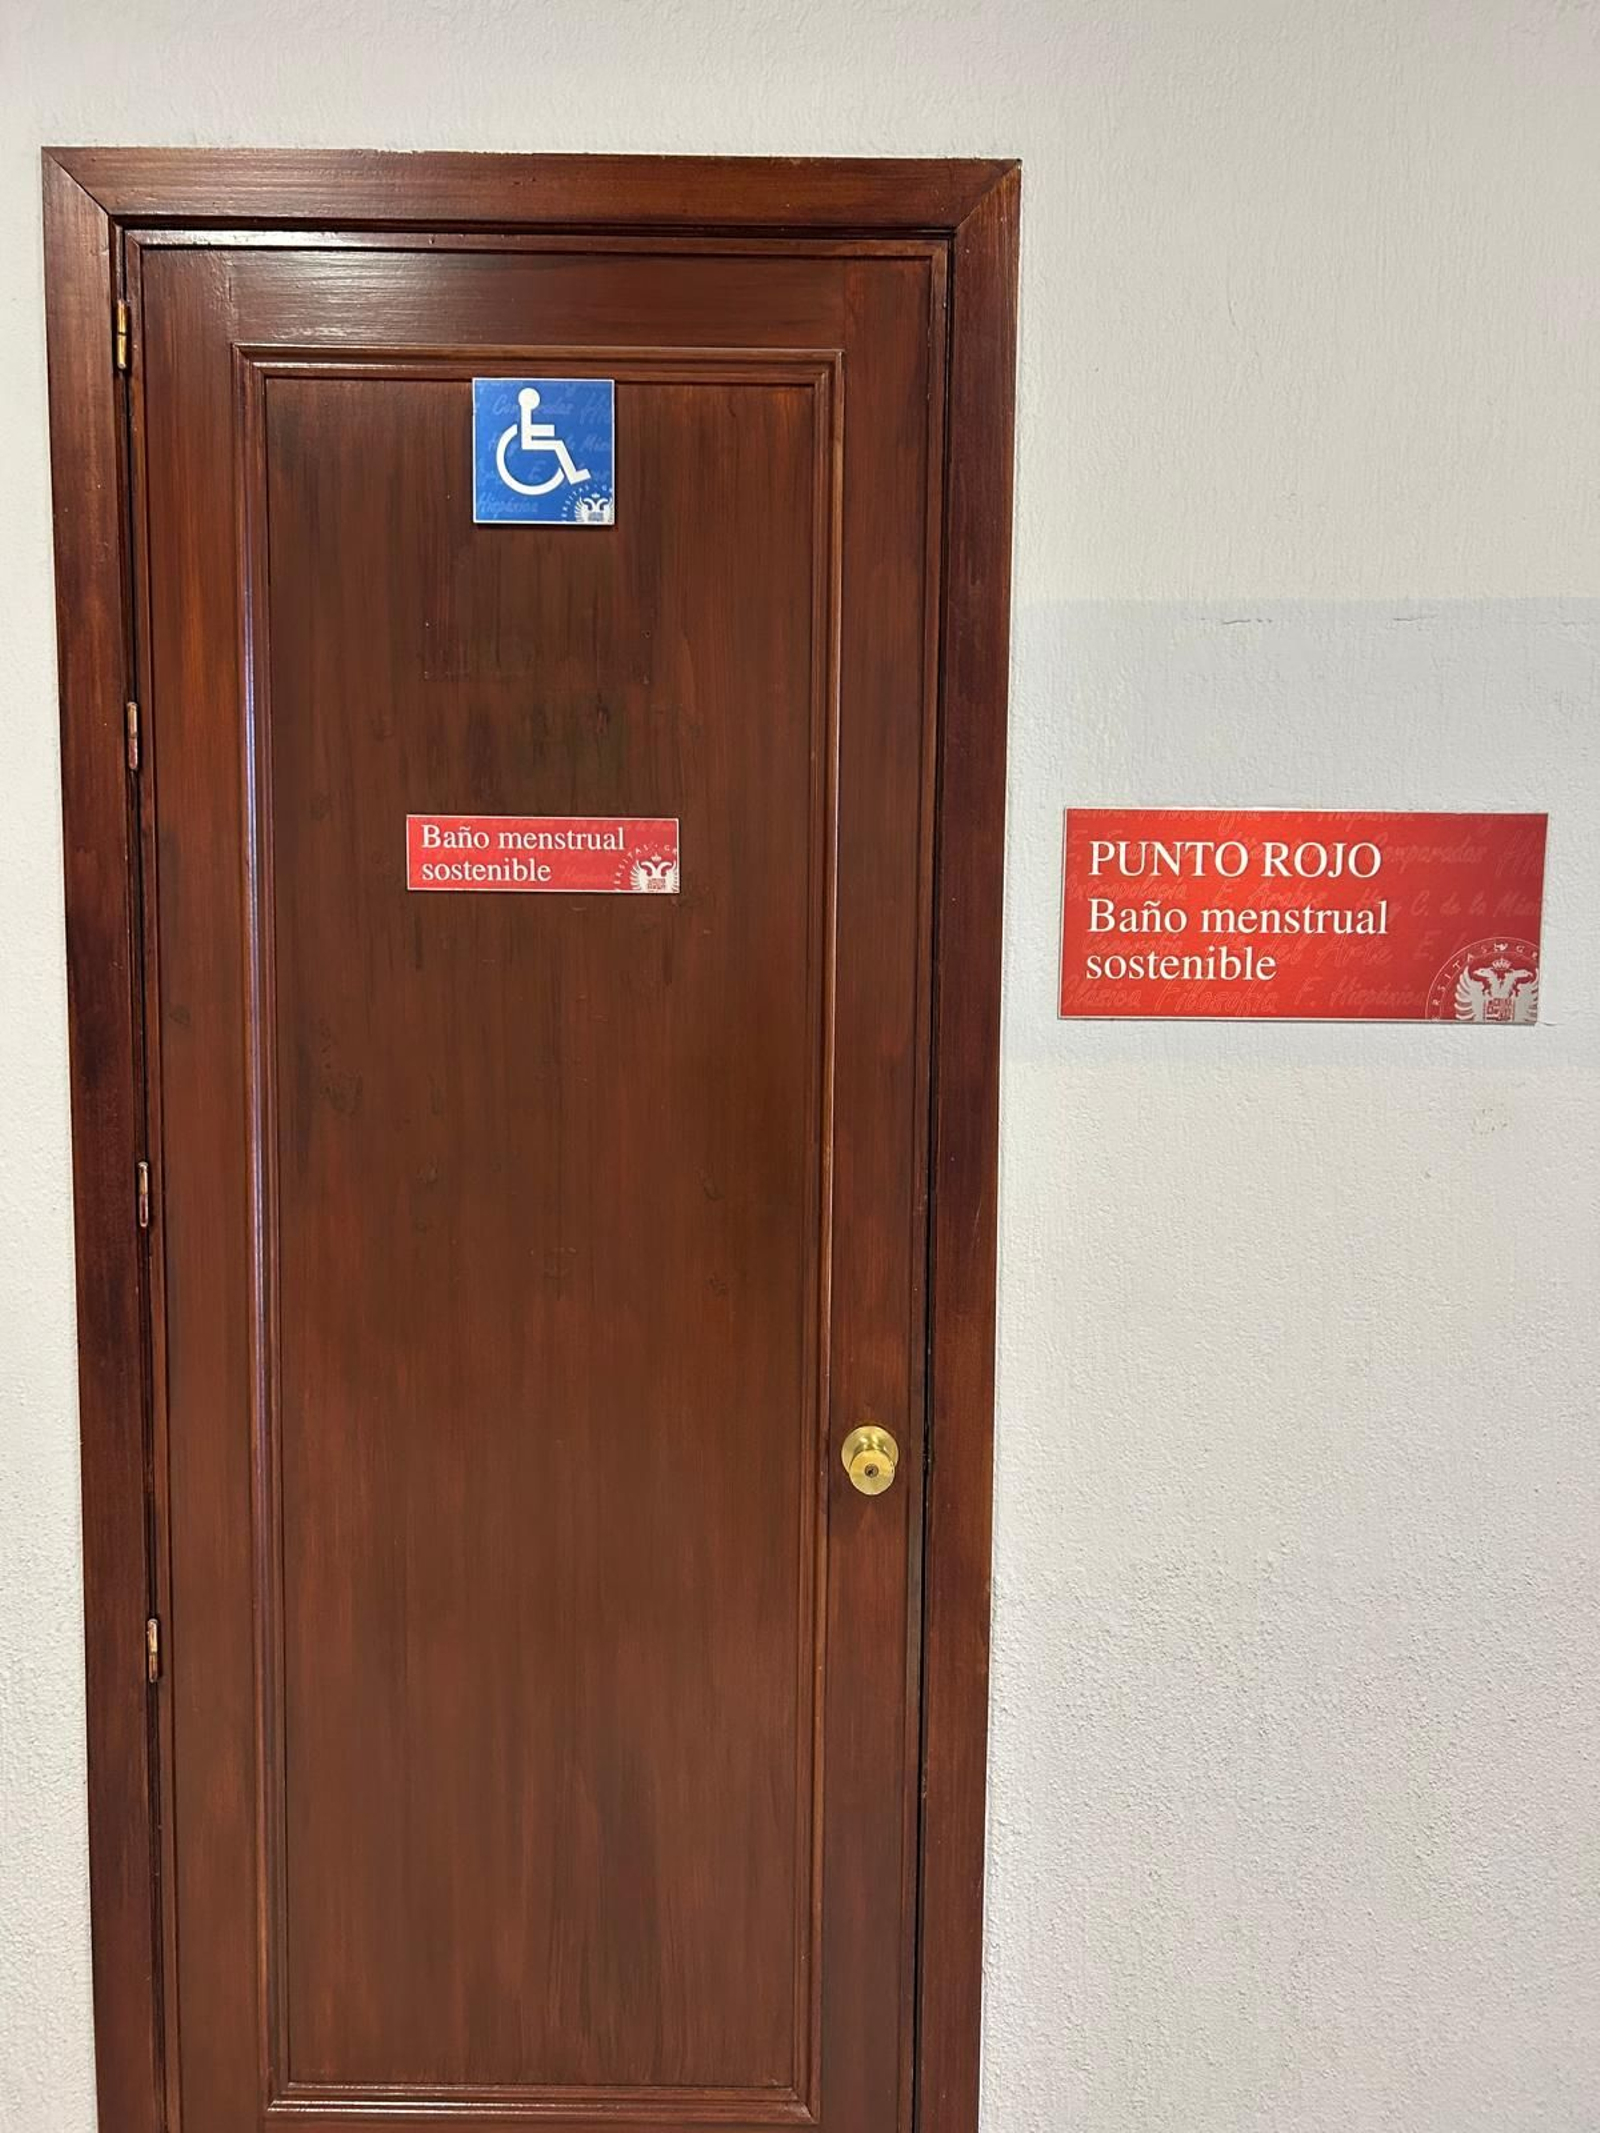 Baño menstrual
sostenible
PUNTO ROJO
Baño menstrual
sostenible